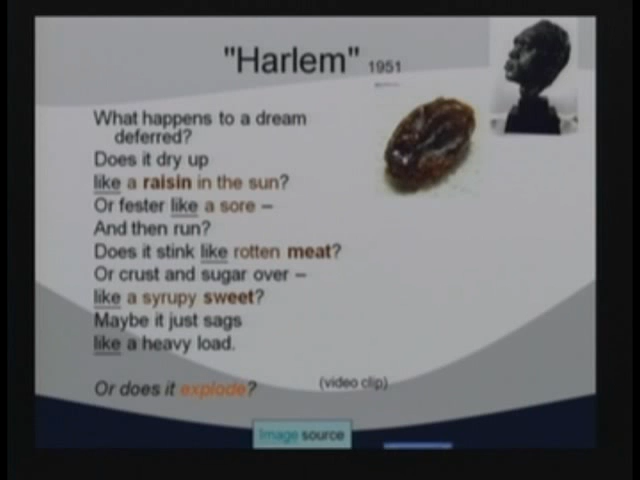 "Harlem" 1951
What happens to a dream
deferred?
Does it dry up
like a raisin in the sun?
Or fester like a sore –
And then run?
Does it stink like rotten meat?
Or crust and sugar over –
like a syrupy sweet?
Maybe it just sags
like a heavy load.
Or does it explode?
(video clip)
Image source